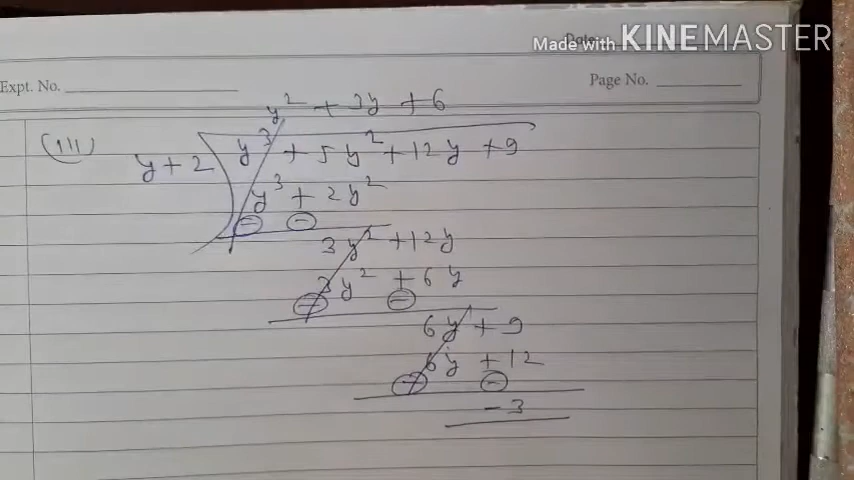 Date
Made with KINEMASTER
Expt. No.
Page No.
y² + 3y + 6
(iii)
y + 2 y³ + 5y² + 12y + 9
y³ + 2y²
− −
3y² + 12y
3y² + 6y
− −
6y + 9
6y + 12
− −
− 3